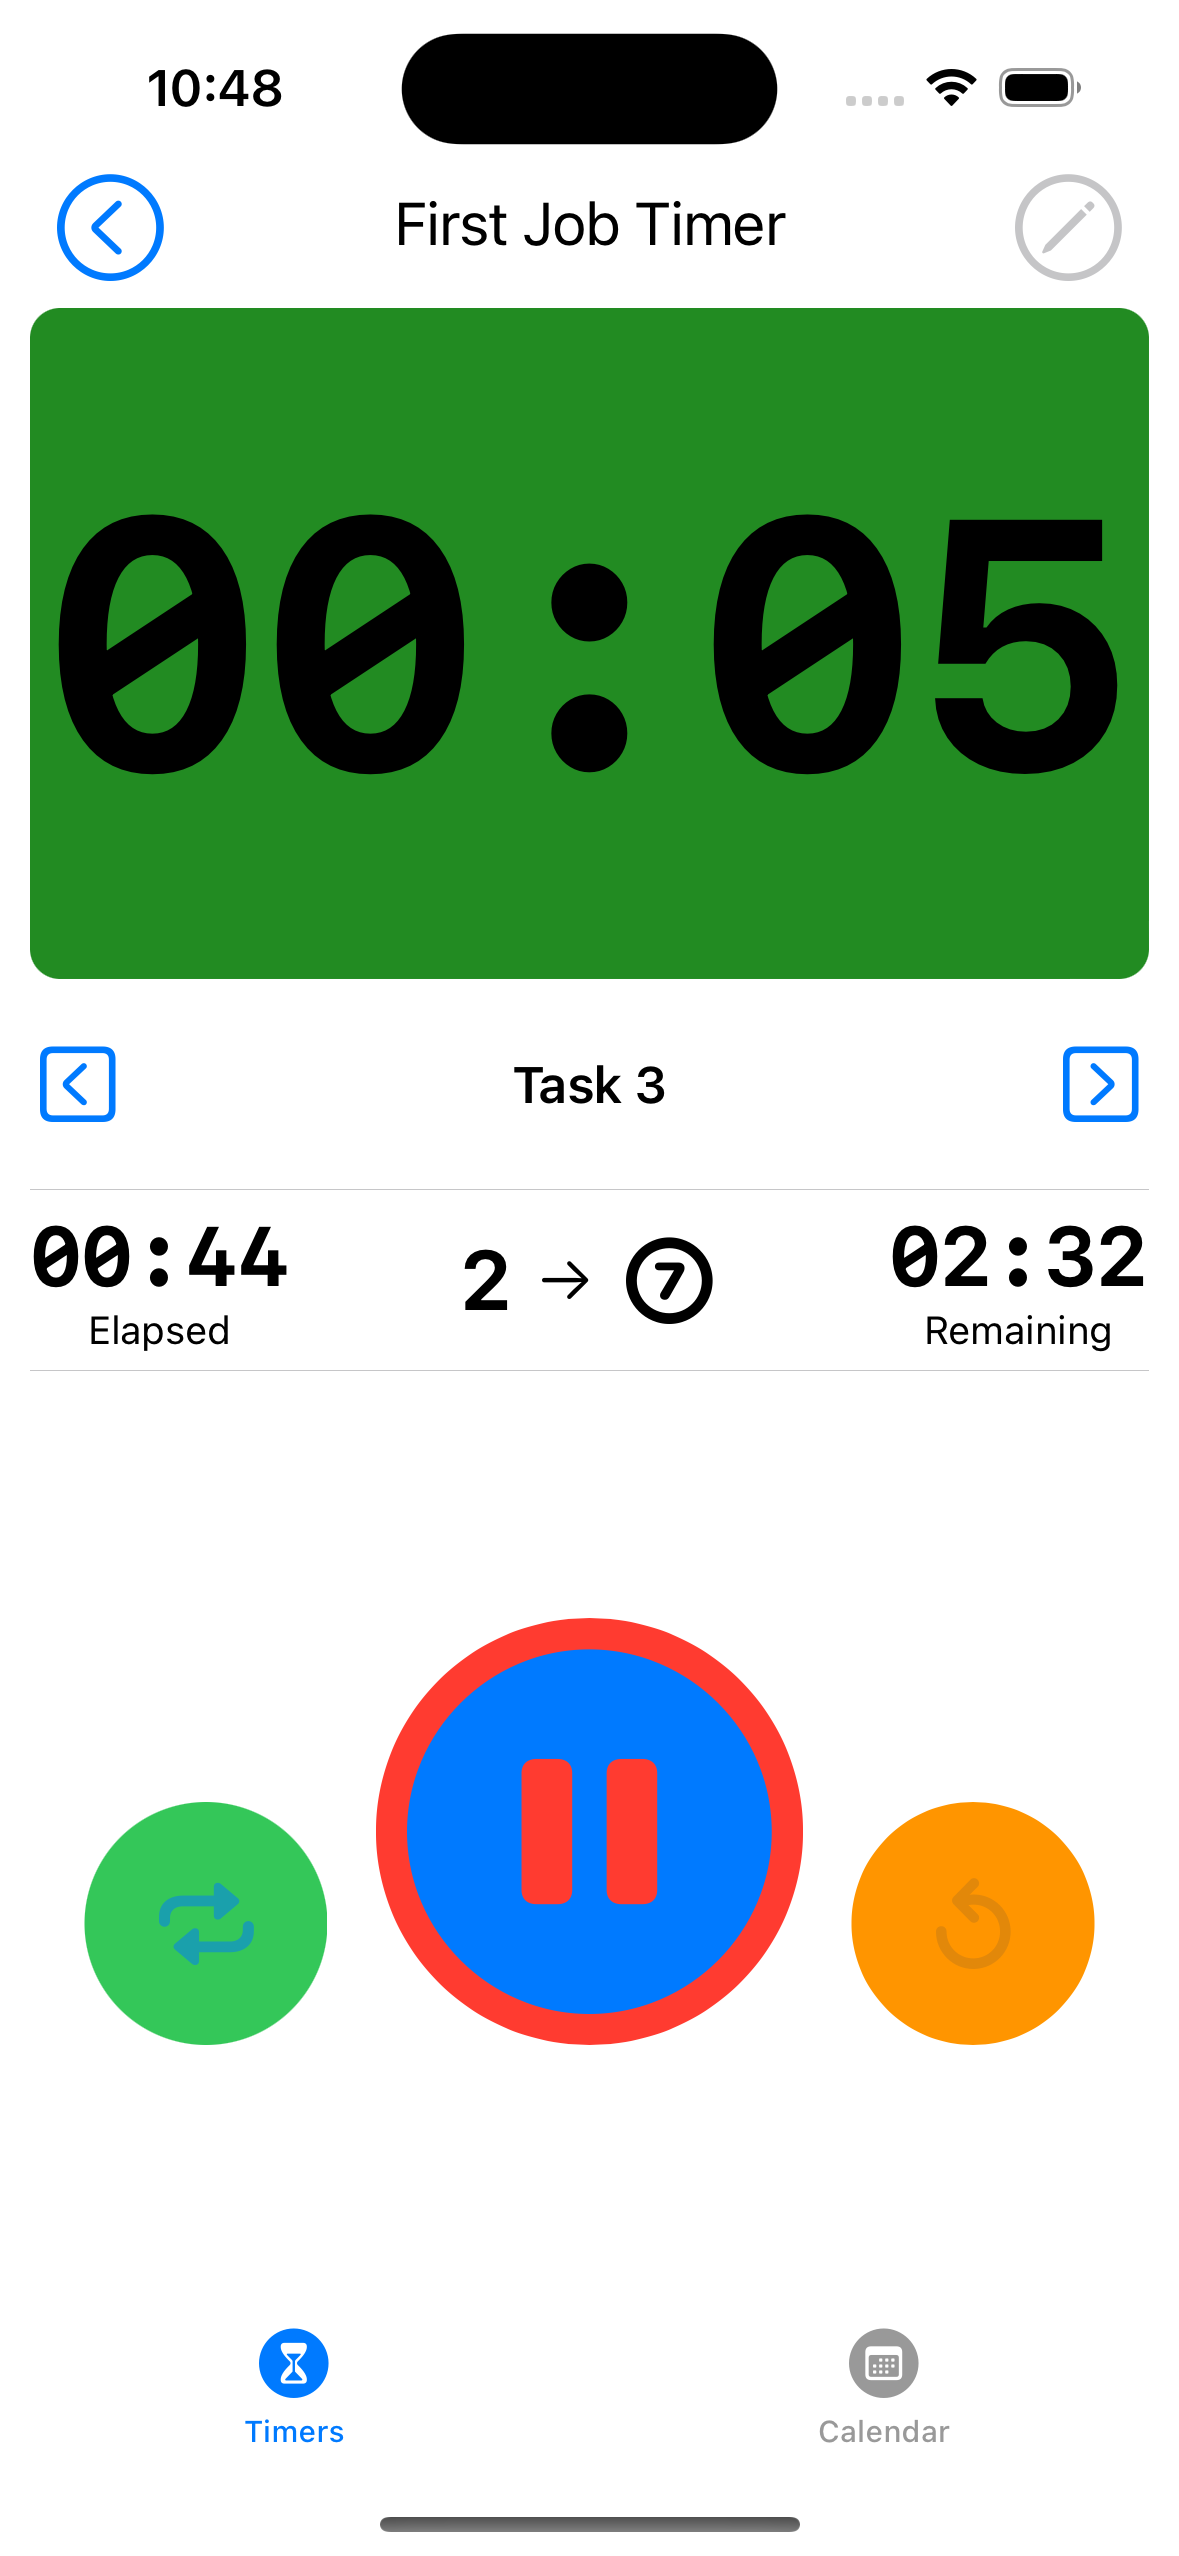 10:48
First Job Timer
00:05
Task 3
00:44
2 → 7
02:32
Elapsed
Remaining
Timers
Calendar